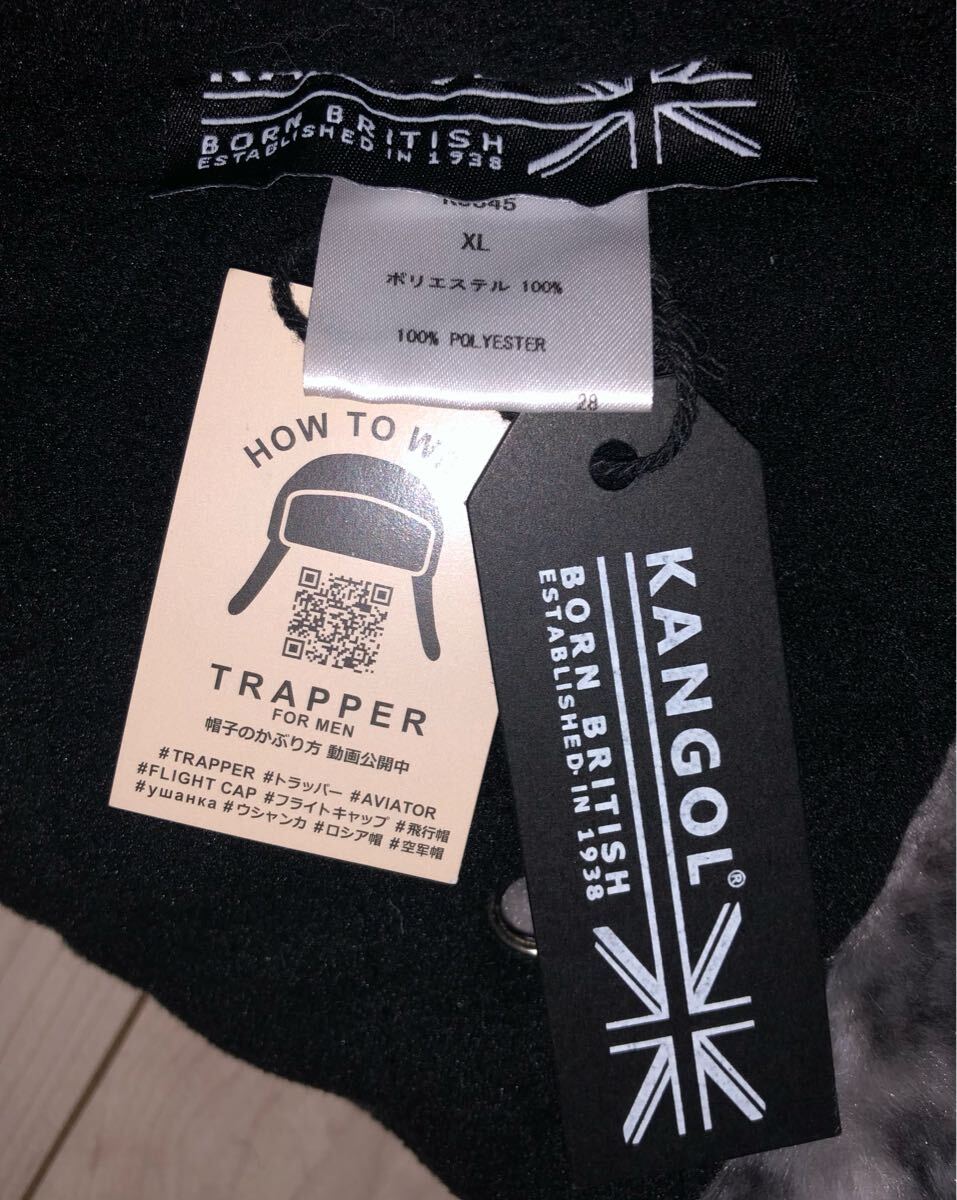 BORN BRITISH
ESTABLISHED IN 1938
XL
ポリエステル 100%
100% POLYESTER
28
HOW TO
TRAPPER
FOR MEN
帽子のかぶり方 動画公開中
#TRAPPER #トラッパー #AVIATOR
#FLIGHT CAP #フライトキャップ #飛行帽
#ушанка #ウシャンカ #ロシア帽 #空军帽
KANGOL®
BORN BRITISH
ESTABLISHED IN 1938